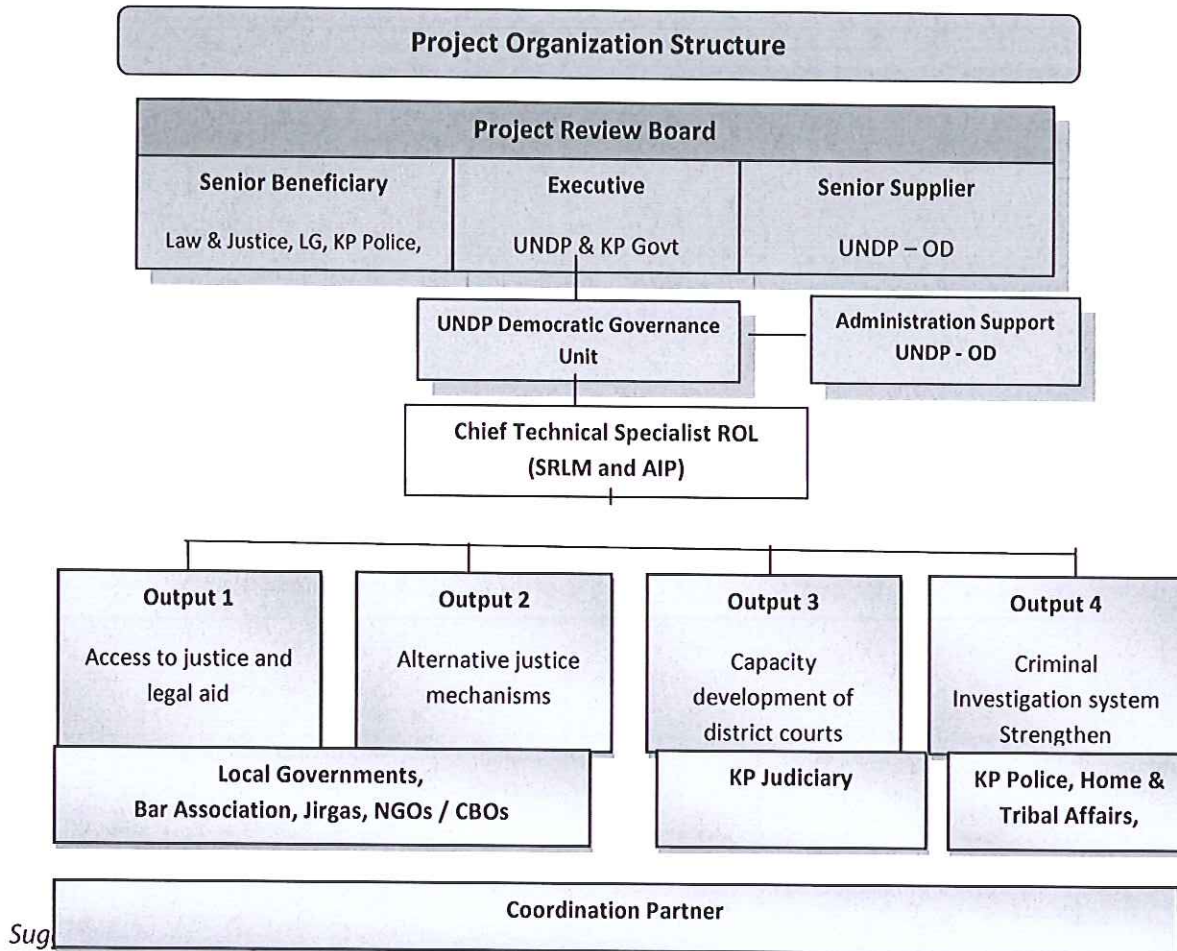 Project Organization Structure
Project Review Board
Senior Beneficiary
Law & Justice, LG, KP Police,
Executive
UNDP & KP Govt
Senior Supplier
UNDP – OD
UNDP Democratic Governance
Unit
Administration Support
UNDP - OD
Chief Technical Specialist ROL
(SRLM and AIP)
Output 1
Access to justice and
legal aid
Output 2
Alternative justice
mechanisms
Output 3
Capacity
development of
district courts
Output 4
Criminal
Investigation system
Strengthen
Local Governments,
Bar Association, Jirgas, NGOs / CBOs
KP Judiciary
KP Police, Home &
Tribal Affairs,
Coordination Partner